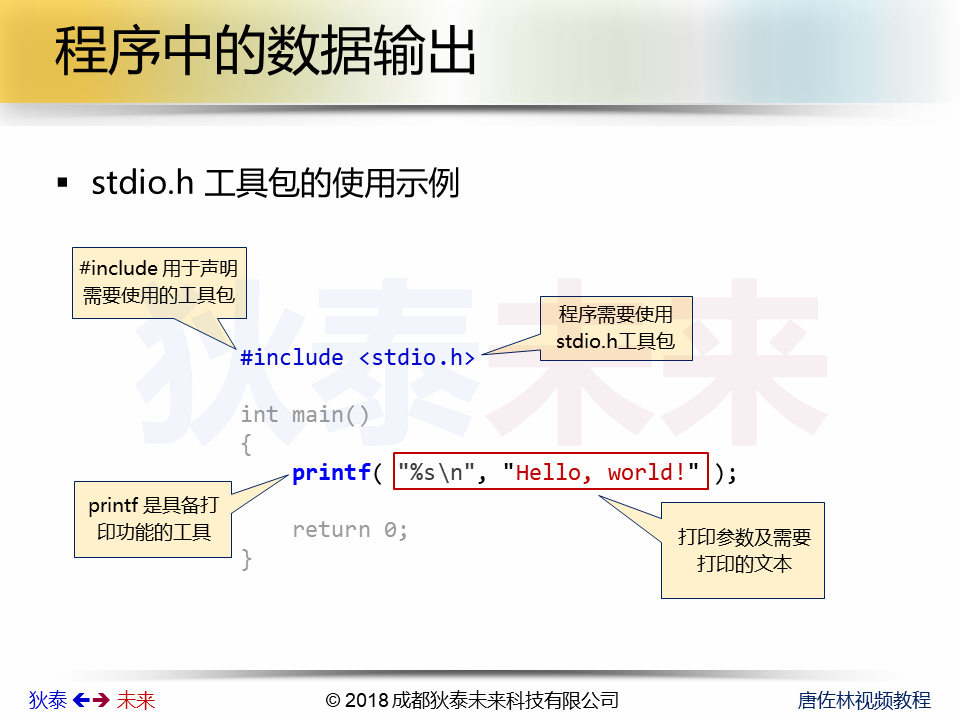 程序中的数据输出
▪ stdio.h 工具包的使用示例
#include 用于声明
需要使用的工具包
程序需要使用
stdio.h工具包
狄泰未来
#include <stdio.h>
int main()
{
printf( "%s\n", "Hello, world!" );
printf 是具备打
印功能的工具
return 0;
}
打印参数及需要
打印的文本
狄泰 未来
© 2018 成都狄泰未来科技有限公司
唐佐林视频教程